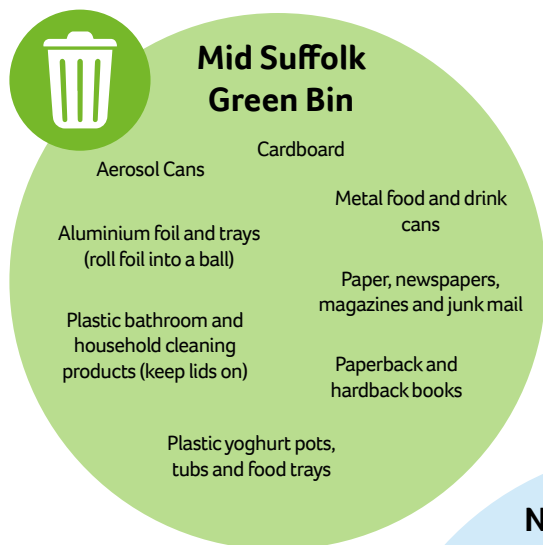 Mid Suffolk
Green Bin
Cardboard
Aerosol Cans
Metal food and drink
cans
Aluminium foil and trays
(roll foil into a ball)
Paper, newspapers,
magazines and junk mail
Plastic bathroom and
household cleaning
products (keep lids on)
Paperback and
hardback books
Plastic yoghurt pots,
tubs and food trays
N